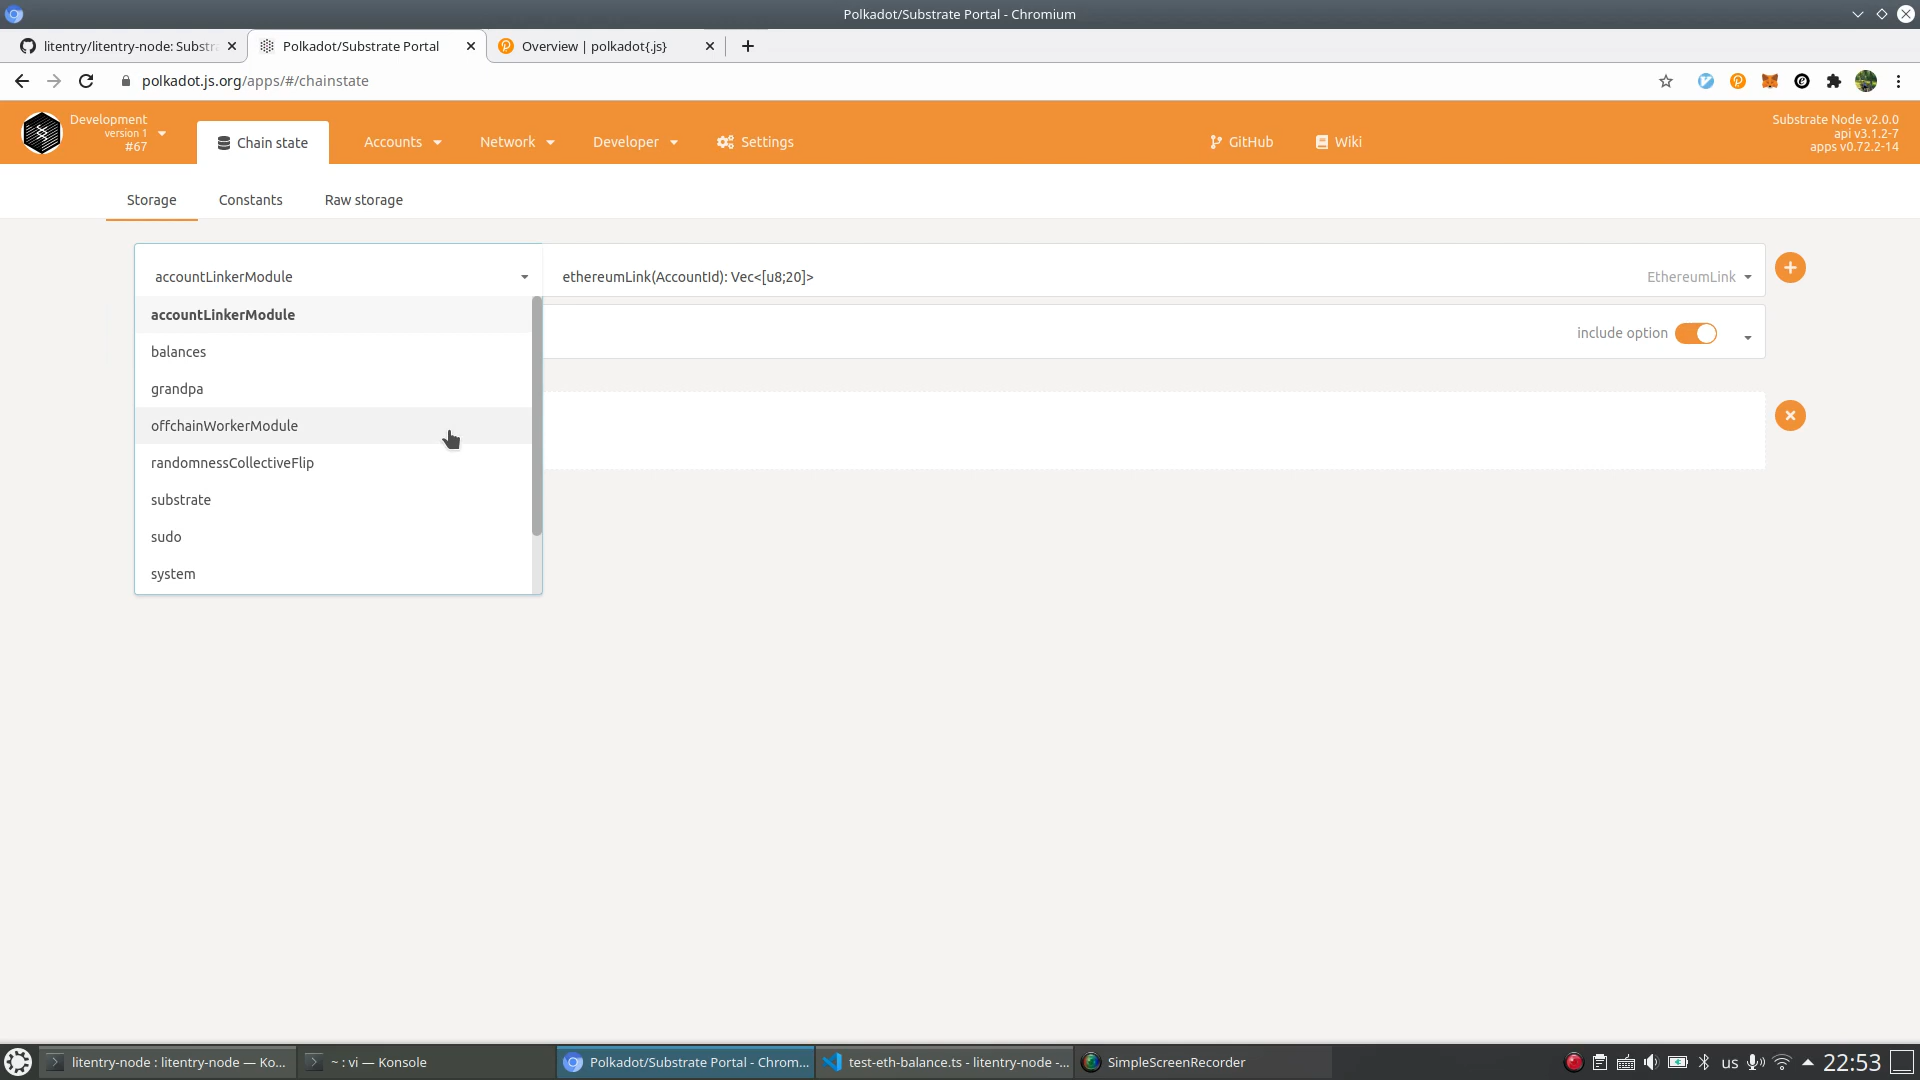 Polkadot/Substrate Portal - Chromium
litentry/litentry-node: Substr
Polkadot/Substrate Portal
Overview | polkadot{.js}
polkadot.js.org/apps/#/chainstate
Development
version 1
#67
Chain state
Accounts
Network
Developer
Settings
GitHub
Wiki
Substrate Node v2.0.0
api v3.1.2-7
apps v0.72.2-14
Storage
Constants
Raw storage
accountLinkerModule
ethereumLink(AccountId): Vec<[u8;20]>
EthereumLink
accountLinkerModule
include option
balances
grandpa
offchainWorkerModule
randomnessCollectiveFlip
substrate
sudo
system
litentry-node : litentry-node — Ko...
~ : vi — Konsole
Polkadot/Substrate Portal - Chrom...
test-eth-balance.ts - litentry-node -...
SimpleScreenRecorder
us
22:53